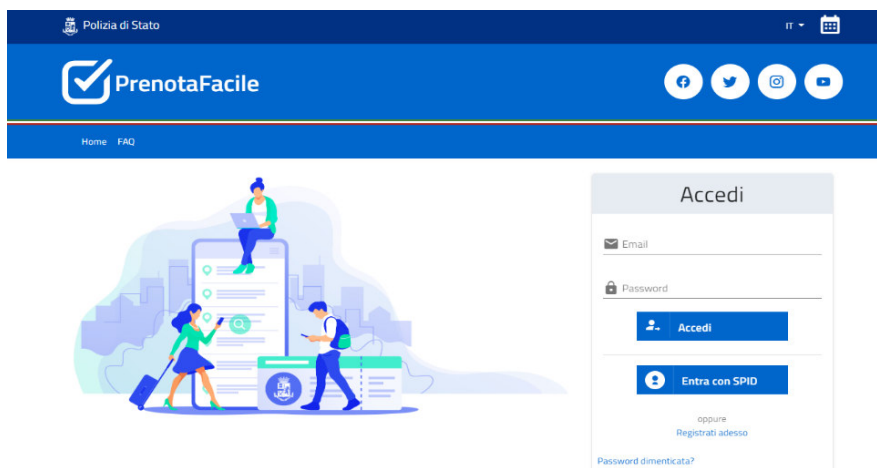 Polizia di Stato
IT
PrenotaFacile
Home FAQ
Accedi
Email
Password
Accedi
Entra con SPID
oppure
Registrati adesso
Password dimenticata?